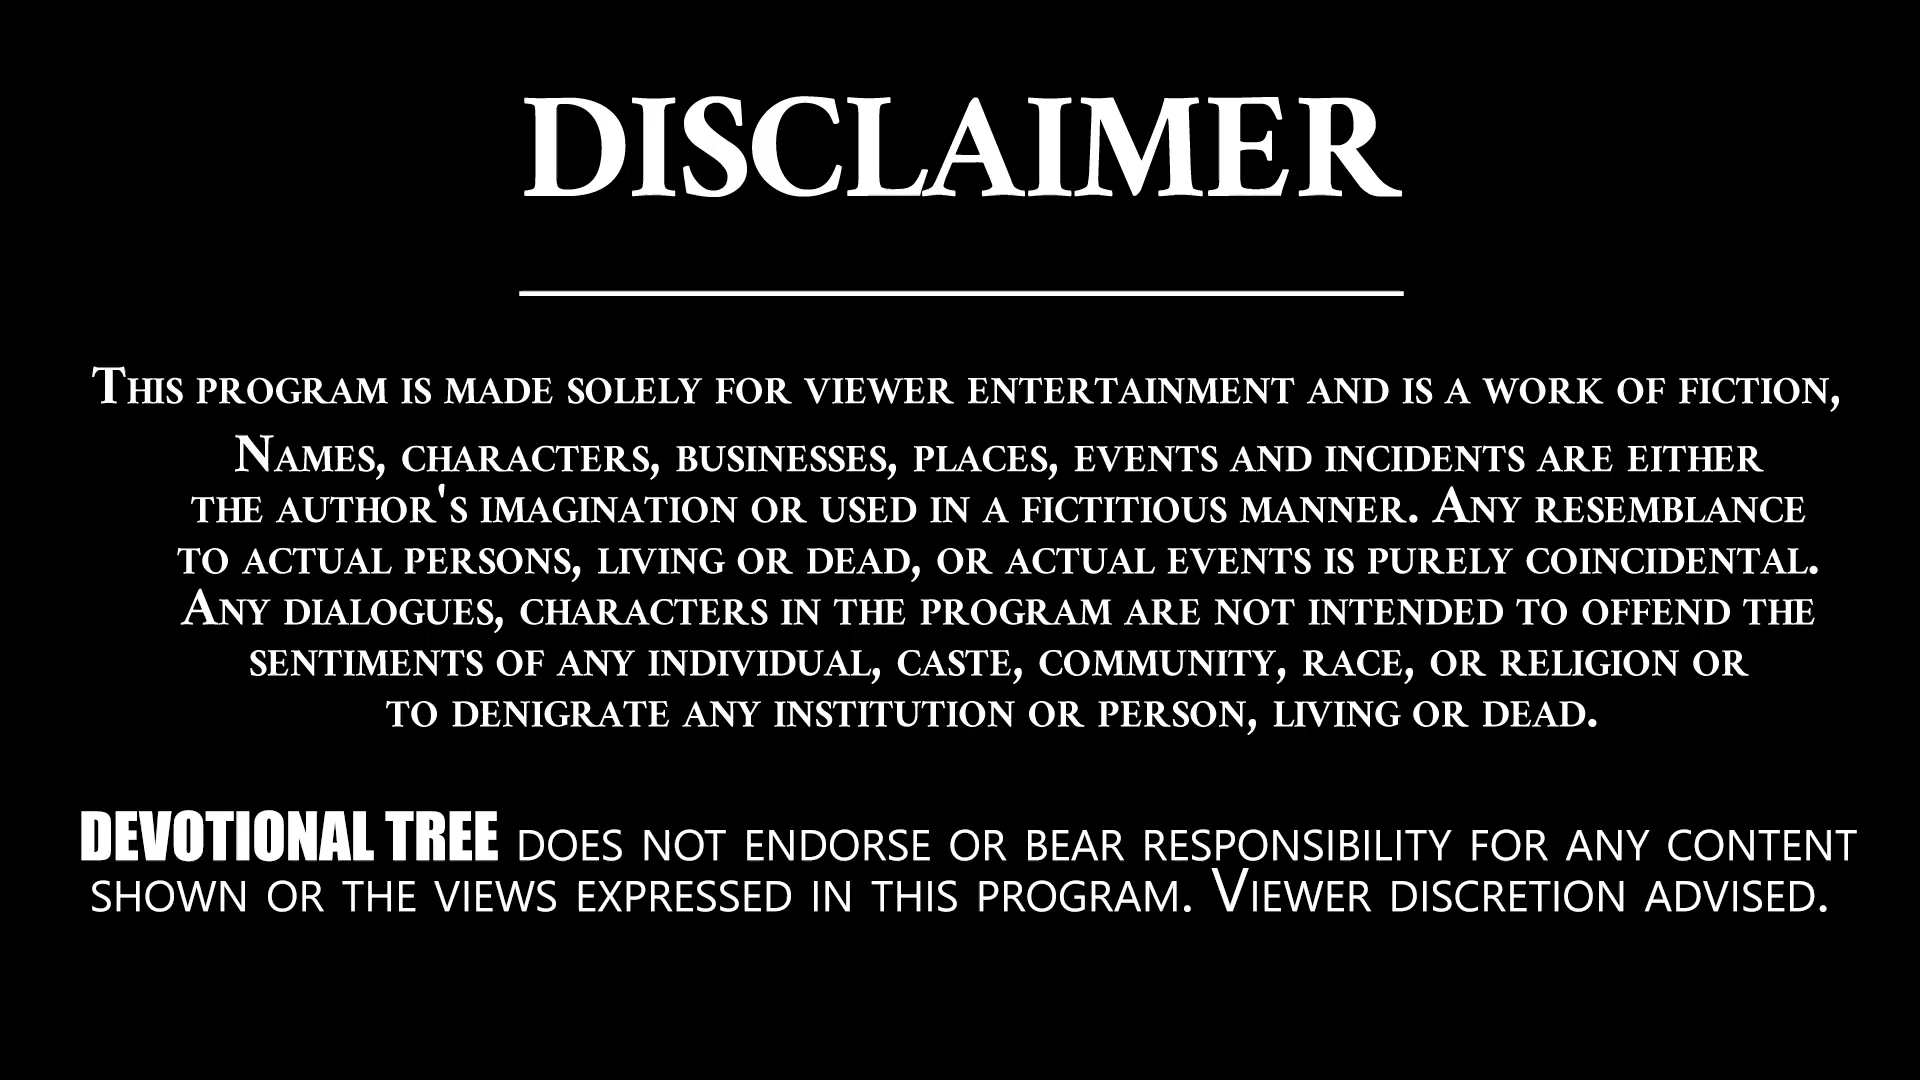 DISCLAIMER
This program is made solely for viewer entertainment and is a work of fiction,
Names, characters, businesses, places, events and incidents are either
the author's imagination or used in a fictitious manner. Any resemblance
to actual persons, living or dead, or actual events is purely coincidental.
Any dialogues, characters in the program are not intended to offend the
sentiments of any individual, caste, community, race, or religion or
to denigrate any institution or person, living or dead.
DEVOTIONAL TREE does not endorse or bear responsibility for any content
shown or the views expressed in this program. Viewer discretion advised.